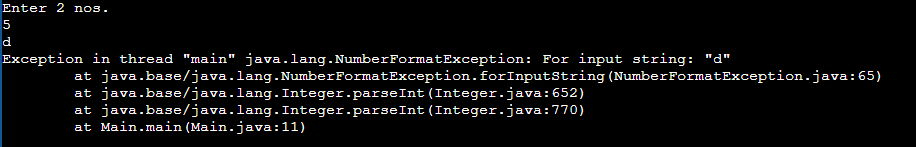 Enter 2 nos.
5
d
Exception in thread "main" java.lang.NumberFormatException: For input string: "d"
        at java.base/java.lang.NumberFormatException.forInputString(NumberFormatException.java:65)
        at java.base/java.lang.Integer.parseInt(Integer.java:652)
        at java.base/java.lang.Integer.parseInt(Integer.java:770)
        at Main.main(Main.java:11)